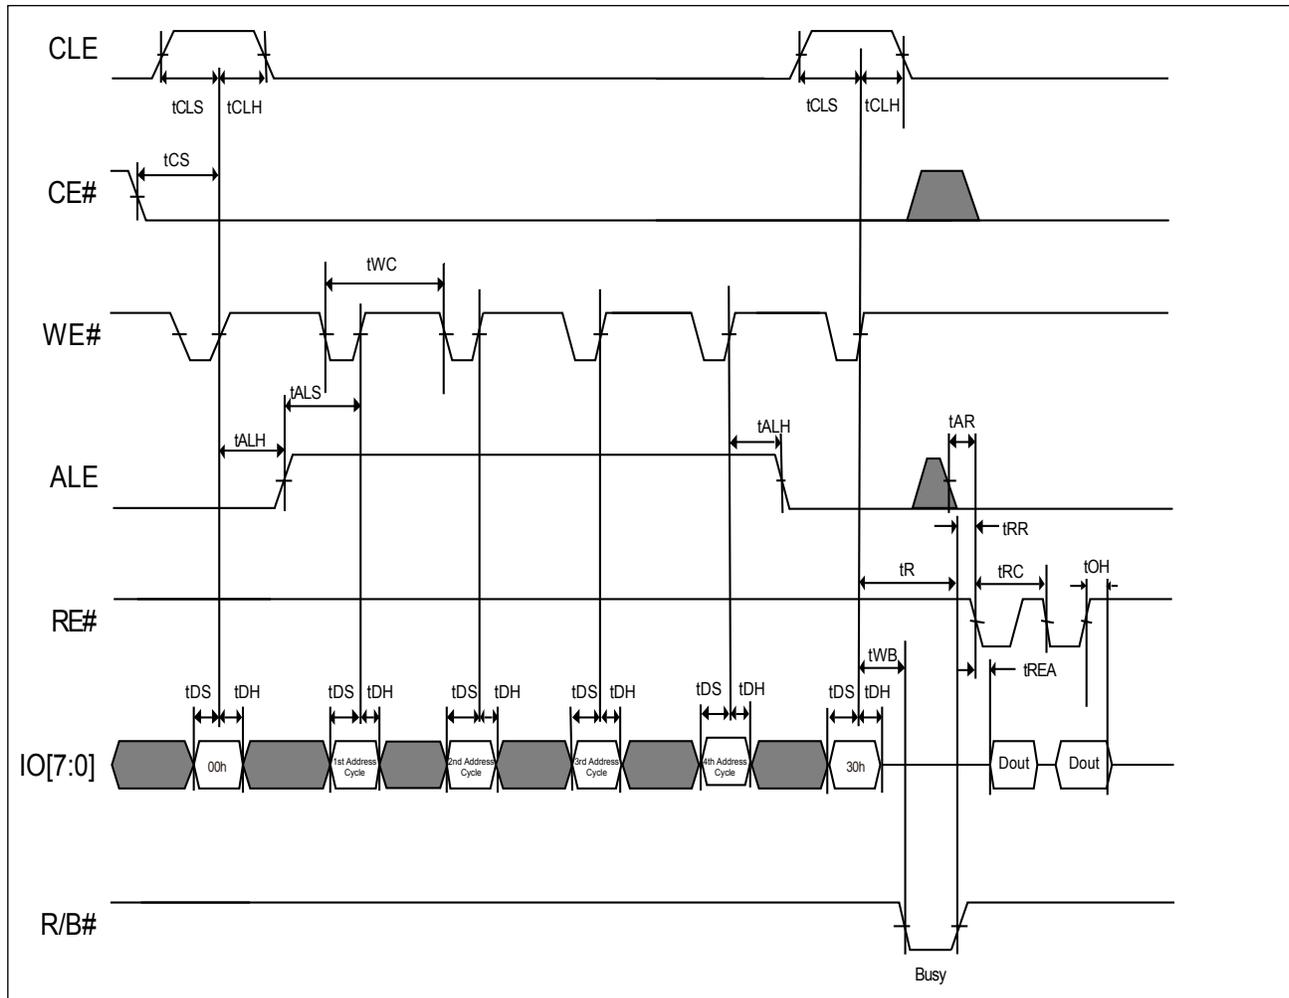 CLE
tCLS tCLH
tCLS tCLH
tCS
CE#
tWC
WE#
tALS
tALH
tALH
tAR
ALE
tRR
tR
tRC
tOH
RE#
tWB
tREA
tDS tDH
tDS tDH
tDS tDH
tDS tDH
tDS tDH
tDS tDH
IO[7:0]
00h
1st Address
Cycle
2nd Address
Cycle
3rd Address
Cycle
4th Address
Cycle
30h
Dout
Dout
R/B#
Busy